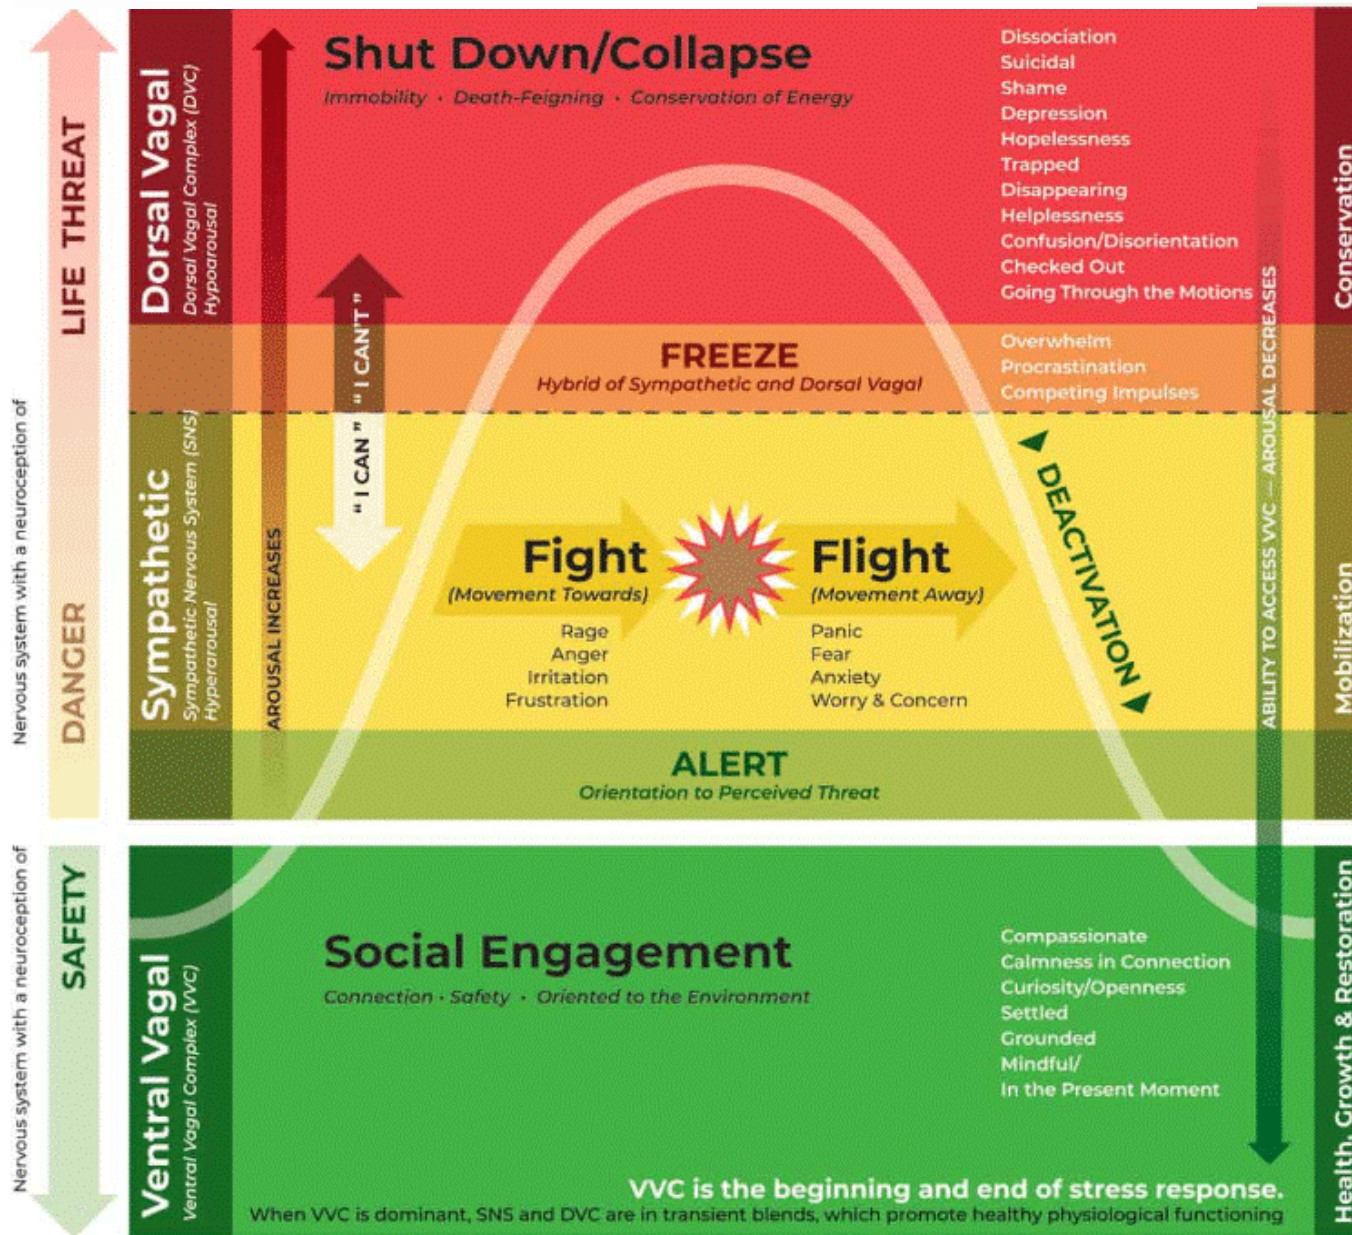 Shut Down/Collapse
Immobility • Death-Feigning • Conservation of Energy
Dissociation
Suicidal
Shame
Depression
Hopelessness
Trapped
Disappearing
Helplessness
Confusion/Disorientation
Checked Out
Going Through the Motions
LIFE THREAT
DANGER
Nervous system with a neuroception of
Dorsal Vagal
Dorsal Vagal Complex (DVC)
Hypoarousal
Conservation
FREEZE
Hybrid of Sympathetic and Dorsal Vagal
Overwhelm
Procrastination
Competing Impulses
“ I CAN’T ”
“ I CAN ”
AROUSAL INCREASES
Sympathetic
Sympathetic Nervous System (SNS)
Hyperarousal
Fight
(Movement Towards)
Rage
Anger
Irritation
Frustration
Flight
(Movement Away)
Panic
Fear
Anxiety
Worry & Concern
DEACTIVATION
ABILITY TO ACCESS VVC — AROUSAL DECREASES
Mobilization
ALERT
Orientation to Perceived Threat
SAFETY
Nervous system with a neuroception of
Ventral Vagal
Ventral Vagal Complex (VVC)
Social Engagement
Connection • Safety • Oriented to the Environment
Compassionate
Calmness in Connection
Curiosity/Openness
Settled
Grounded
Mindful/
In the Present Moment
Health, Growth & Restoration
VVC is the beginning and end of stress response.
When VVC is dominant, SNS and DVC are in transient blends, which promote healthy physiological functioning